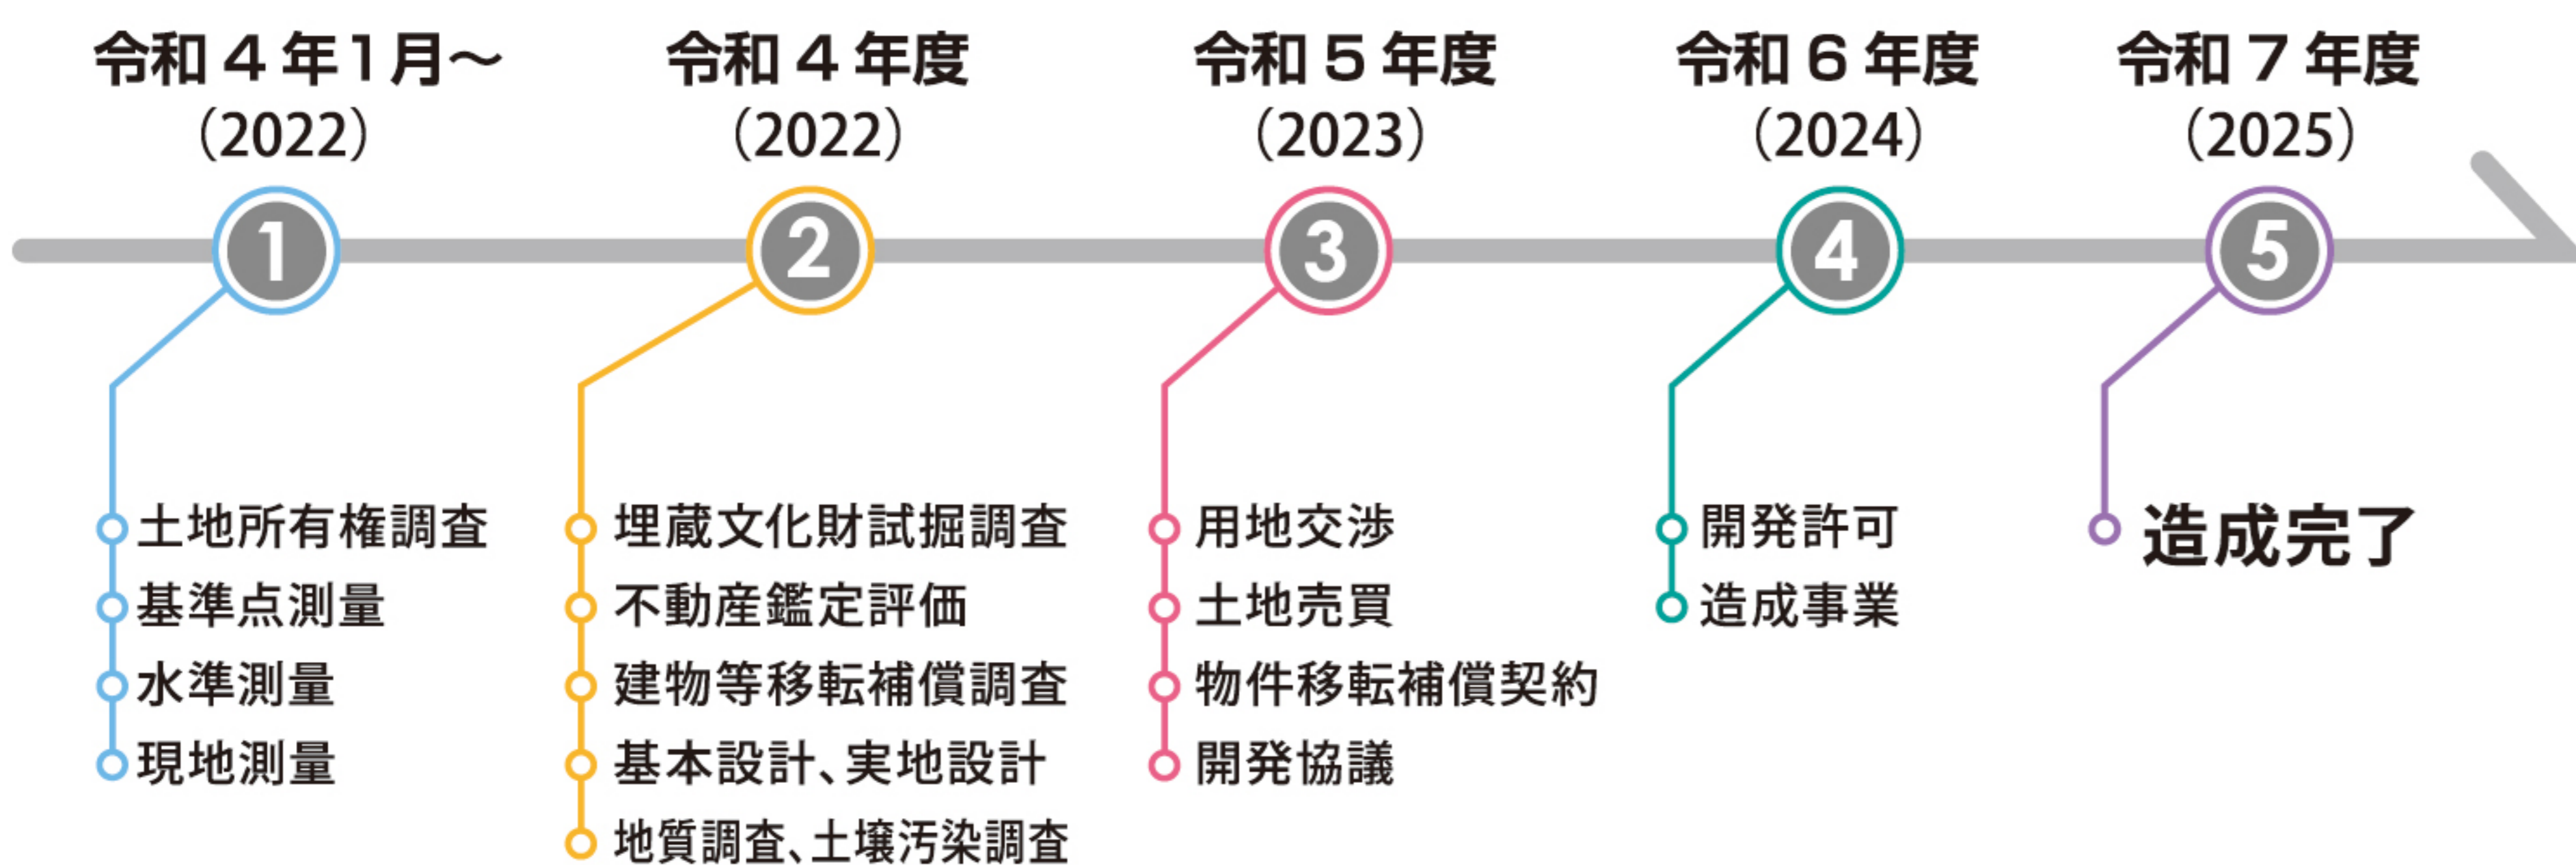 令和4年1月～
（2022）
令和4年度
（2022）
令和5年度
（2023）
令和6年度
（2024）
令和7年度
（2025）
1
2
3
4
5
土地所有権調査
基準点測量
水準測量
現地測量
埋蔵文化財試掘調査
不動産鑑定評価
建物等移転補償調査
基本設計、実地設計
地質調査、土壌汚染調査
用地交渉
土地売買
物件移転補償契約
開発協議
開発許可
造成事業
造成完了